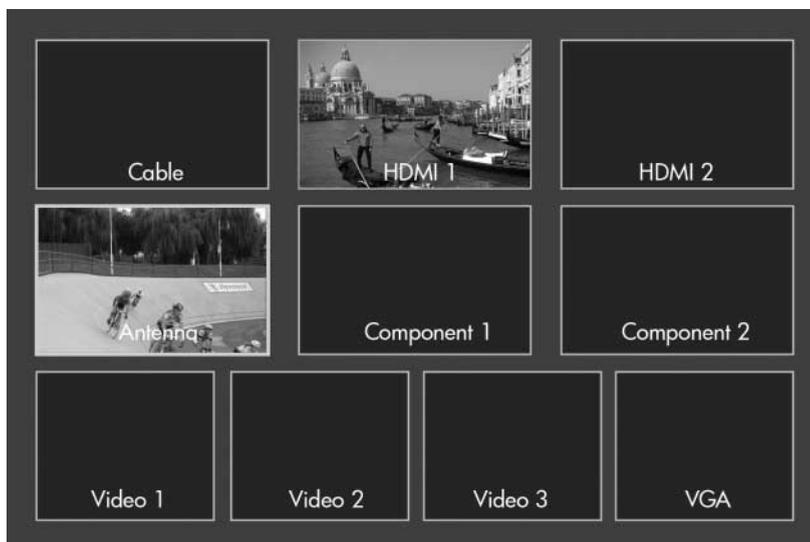 Cable
HDMI 1
HDMI 2
Antenna
Component 1
Component 2
Video 1
Video 2
Video 3
VGA